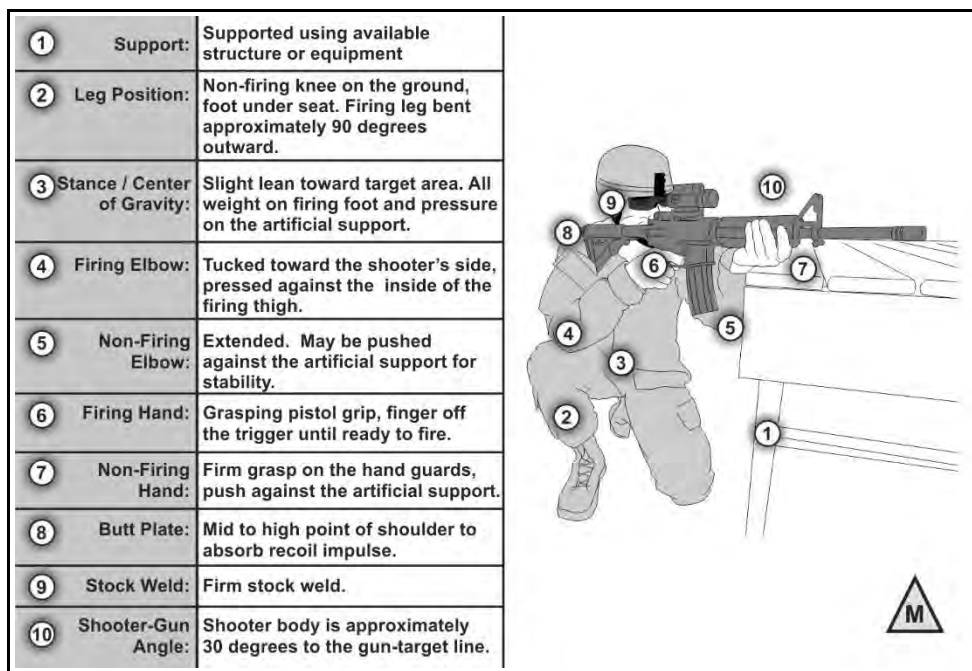 1 Support: Supported using available
structure or equipment
2 Leg Position: Non-firing knee on the ground,
foot under seat. Firing leg bent
approximately 90 degrees
outward.
3 Stance / Center
of Gravity:
Slight lean toward target area. All
weight on firing foot and pressure
on the artificial support.
4 Firing Elbow: Tucked toward the shooter's side,
pressed against the inside of the
firing thigh.
5 Non-Firing
Elbow:
Extended. May be pushed
against the artificial support for
stability.
6 Firing Hand: Grasping pistol grip, finger off
the trigger until ready to fire.
7 Non-Firing
Hand:
Firm grasp on the hand guards,
push against the artificial support.
8 Butt Plate: Mid to high point of shoulder to
absorb recoil impulse.
9 Stock Weld: Firm stock weld.
10 Shooter-Gun
Angle:
Shooter body is approximately
30 degrees to the gun-target line.
10
9
8
6
7
4
5
3
2
1
M